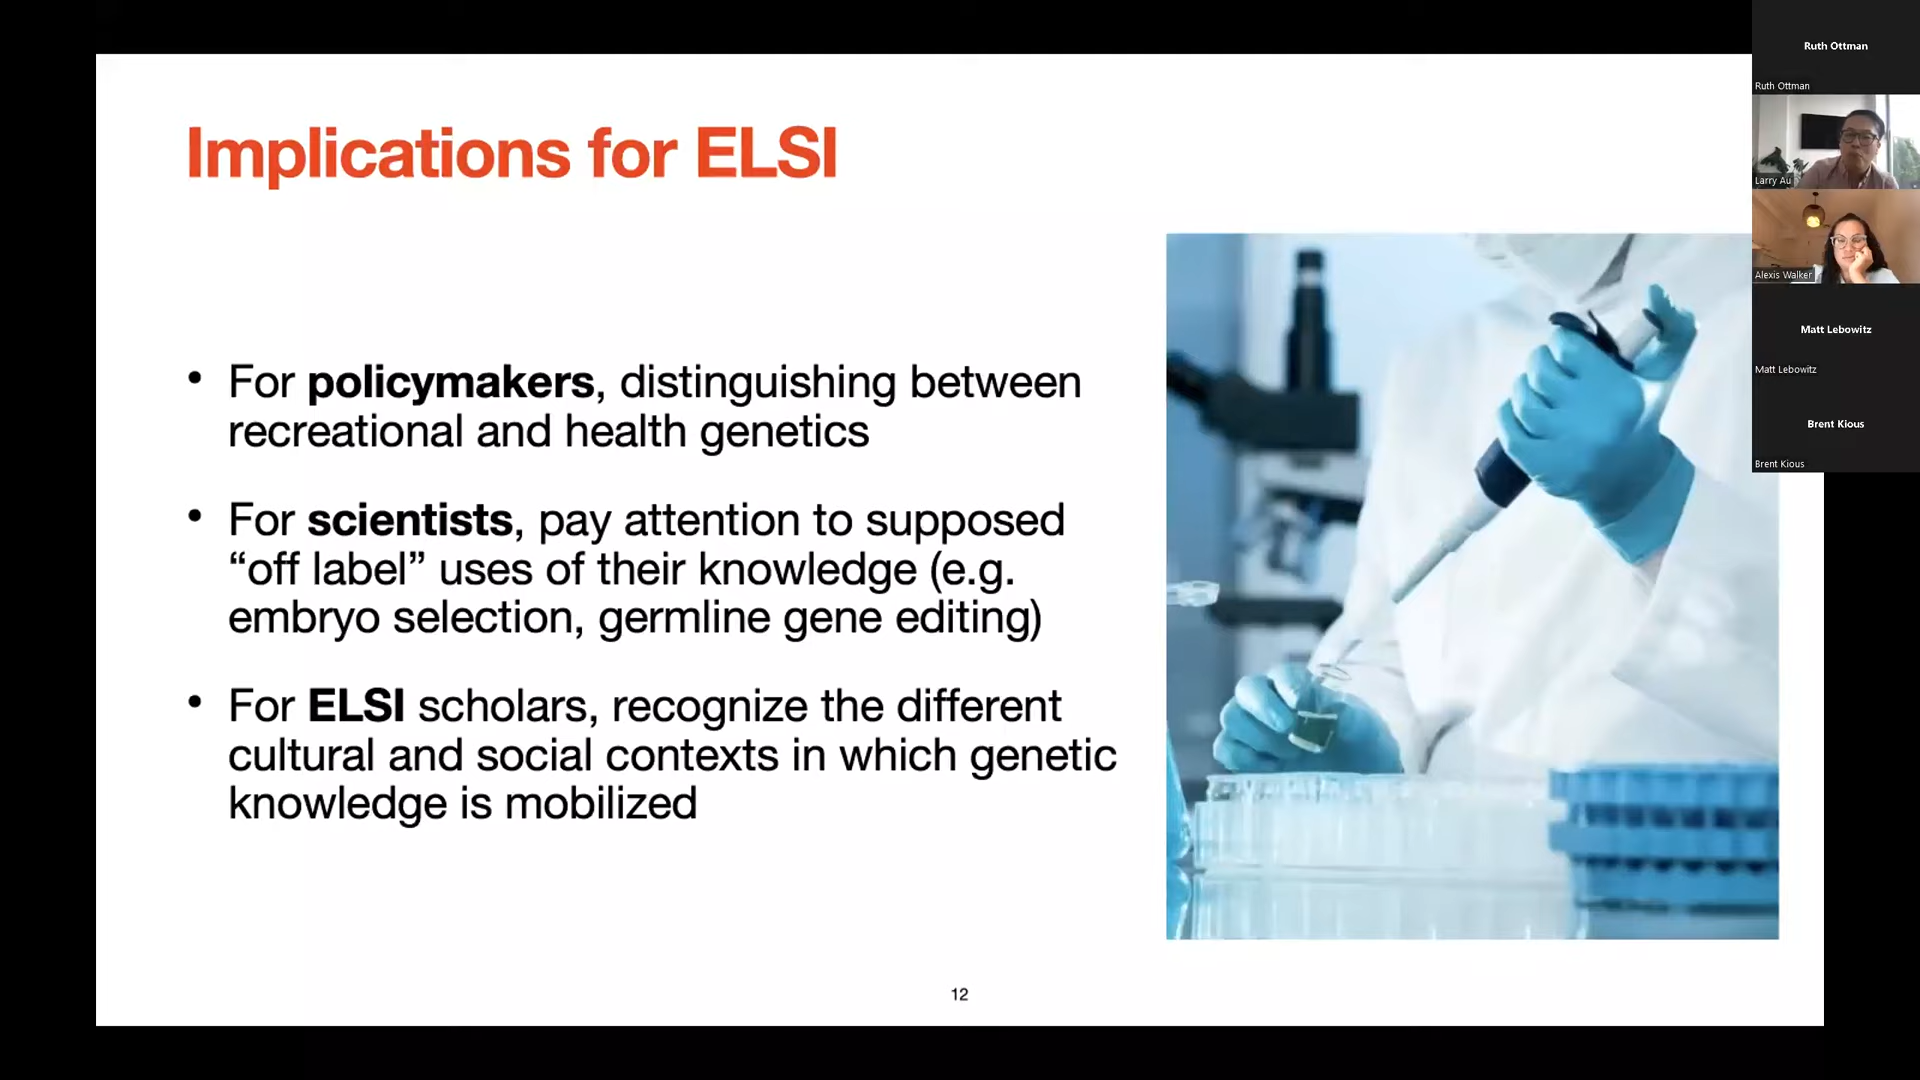 Implications for ELSI
• For policymakers, distinguishing between
recreational and health genetics
• For scientists, pay attention to supposed
“off label” uses of their knowledge (e.g.
embryo selection, germline gene editing)
• For ELSI scholars, recognize the different
cultural and social contexts in which genetic
knowledge is mobilized
12
Ruth Ottman
Ruth Ottman
Larry Au
Alexis Walker
Matt Lebowitz
Matt Lebowitz
Brent Kious
Brent Kious